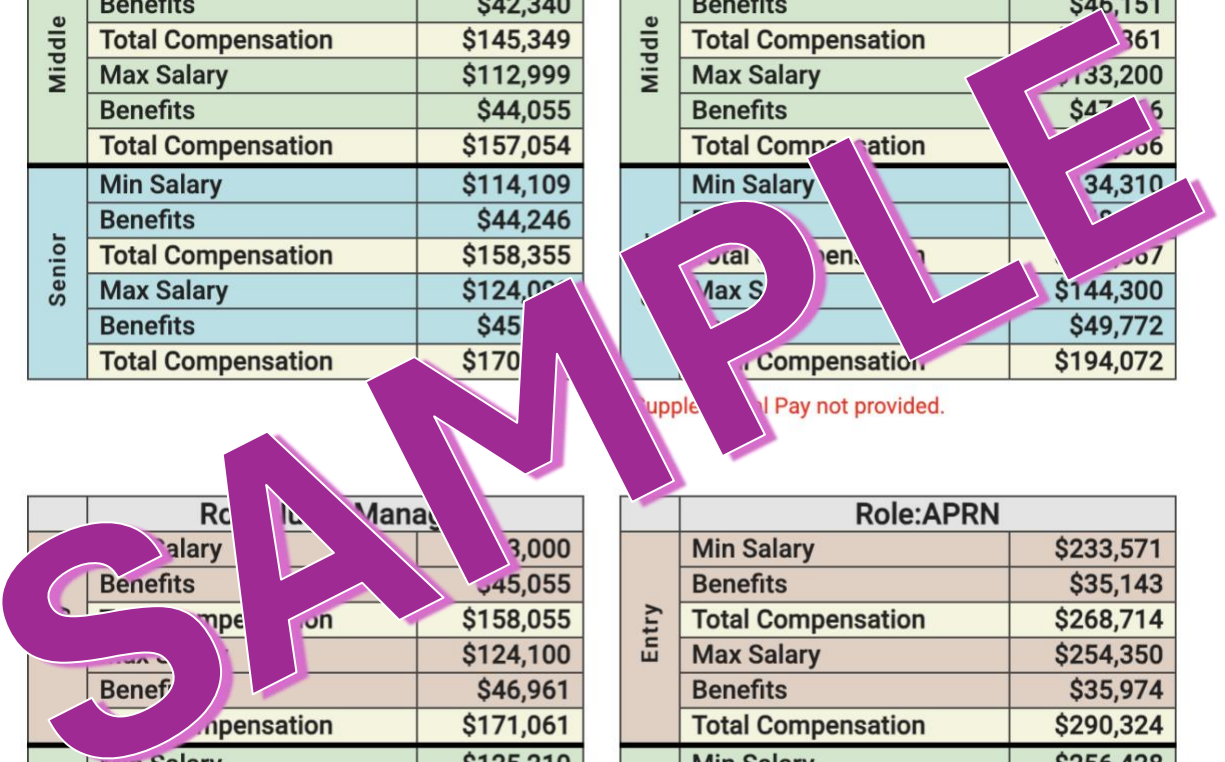 Benefits $42,340
Total Compensation $145,349
Middle
Max Salary $112,999
Benefits $44,055
Total Compensation $157,054
Min Salary $114,109
Benefits $44,246
Senior
Total Compensation $158,355
Max Salary
Benefits
Total Compensation
Benefits $46,151
Total Compensation
Middle
Max Salary
Benefits
Min Salary
Max $144,300
$49,772
$194,072
Pay not provided.
SAMPLE
$158,055
$124,100
Benefits $46,961
$171,061
Benefits $45,055
Role:APRN
Min Salary $233,571
Benefits $35,143
Entry
Total Compensation $268,714
Max Salary $254,350
Benefits $35,974
Total Compensation $290,324